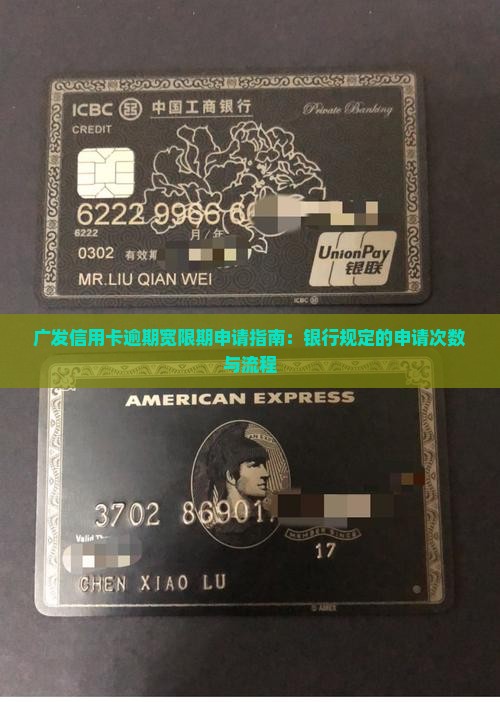 ICBC 中国工商银行
Private Banking
CREDIT
6222 9966 6
6222
月/年
0302 有效期
UnionPay
银联
MR.LIU QIAN WEI
ICBC
广发信用卡逾期宽限期申请指南：银行规定的申请次数
与流程
AMERICAN EXPRESS
3702 86901
MEMBER SINCE
Valid Th
17
CHEN XIAO LU
© AMEX